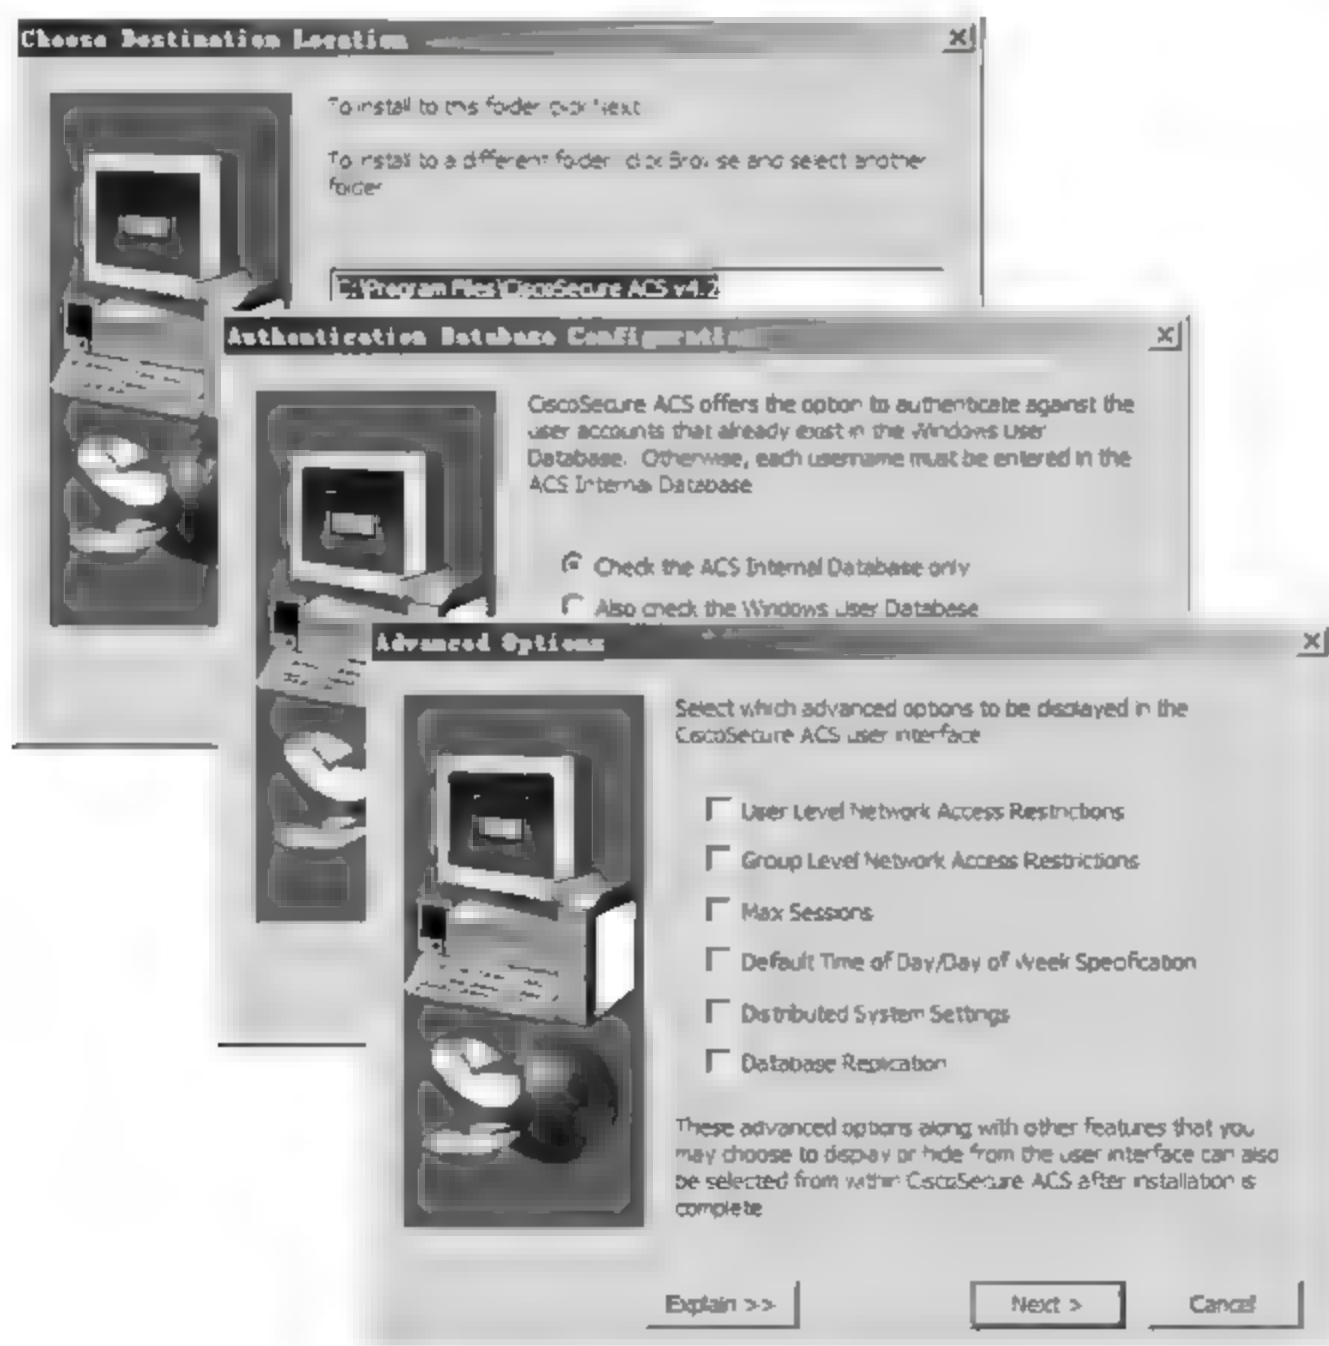 Choose Destination Location
To install to this folder click Next
To install to a different folder click Browse and select another
folder
C:\Program Files\CiscoSecure ACS v4.2
Authentication Database Configuration
CiscoSecure ACS offers the option to authenticate against the
user accounts that already exist in the Windows User
Database. Otherwise, each username must be entered in the
ACS Internal Database
Check the ACS Internal Database only
Also check the Windows User Database
Advanced Options
Select which advanced options to be displayed in the
CiscoSecure ACS user interface
User Level Network Access Restrictions
Group Level Network Access Restrictions
Max Sessions
Default Time of Day/Day of Week Specification
Distributed System Settings
Database Replication
These advanced options along with other features that you
may choose to display or hide from the user interface can also
be selected from within CiscoSecure ACS after installation is
complete
Explain >>
Next >
Cancel